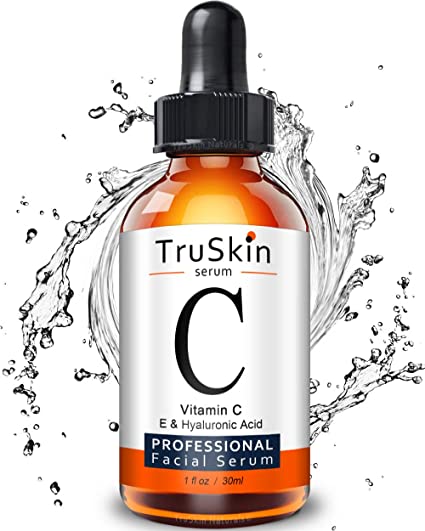 TruSkin
serum
C
Vitamin C
E & Hyaluronic Acid
PROFESSIONAL
Facial Serum
1 fl oz / 30ml